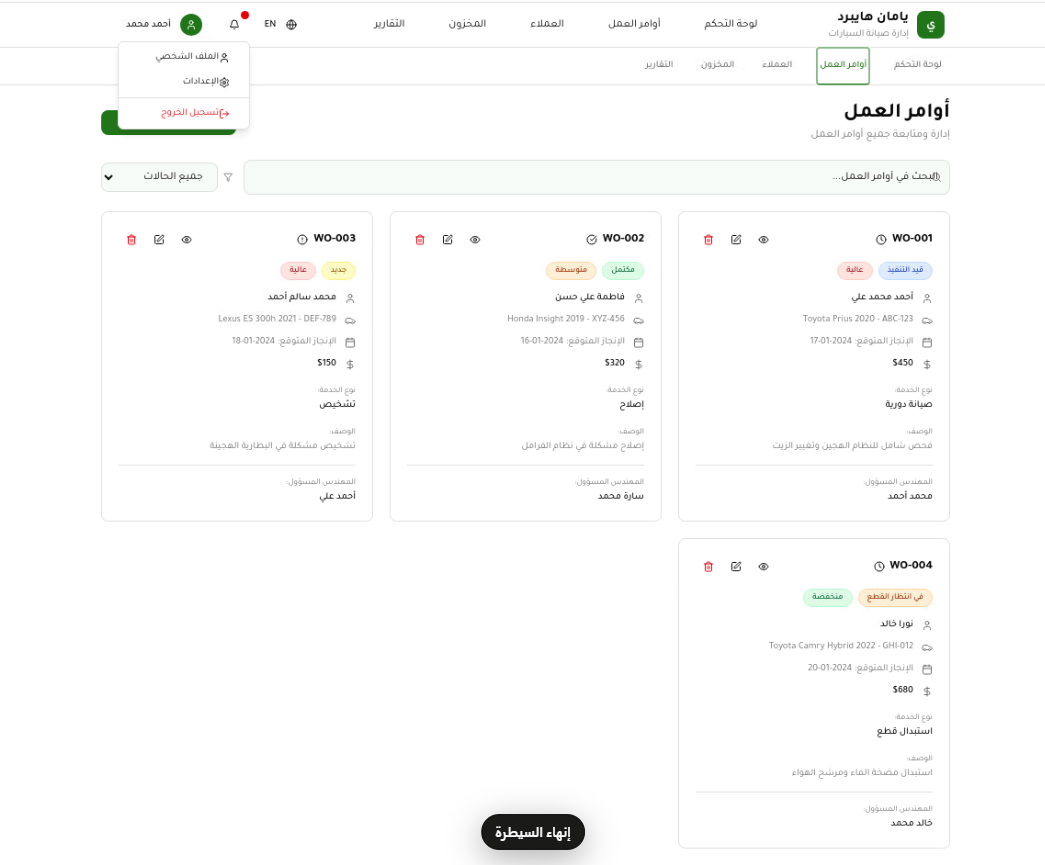 ي
يامان هايبرد
إدارة صيانة السيارات
لوحة التحكم
أوامر العمل
العملاء
المخزون
التقارير
EN
أحمد محمد
الملف الشخصي
الإعدادات
تسجيل الخروج
لوحة التحكم
أوامر العمل
العملاء
المخزون
التقارير
أوامر العمل
إدارة ومتابعة جميع أوامر العمل
البحث في أوامر العمل...
جميع الحالات
WO-001
قيد التنفيذ
عالية
أحمد محمد علي
Toyota Prius 2020 - ABC-123
الإنجاز المتوقع: 2024-01-17
$450
نوع الخدمة:
صيانة دورية
الوصف:
فحص شامل للنظام الهجين وتغيير الزيت
المهندس المسؤول:
محمد أحمد
WO-002
مكتمل
متوسطة
فاطمة علي حسن
Honda Insight 2019 - XYZ-456
الإنجاز المتوقع: 2024-01-16
$320
نوع الخدمة:
إصلاح
الوصف:
إصلاح مشكلة في نظام الفرامل
المهندس المسؤول:
سارة محمد
WO-003
جديد
عالية
محمد سالم أحمد
Lexus ES 300h 2021 - DEF-789
الإنجاز المتوقع: 2024-01-18
$150
نوع الخدمة:
تشخيص
الوصف:
تشخيص مشكلة في البطارية الهجينة
المهندس المسؤول:
أحمد علي
WO-004
في انتظار القطع
منخفضة
نورا خالد
Toyota Camry Hybrid 2022 - GHI-012
الإنجاز المتوقع: 2024-01-20
$680
نوع الخدمة:
استبدال قطع
الوصف:
استبدال مضخة الماء ومرشح الهواء
المهندس المسؤول:
خالد محمد
إنهاء السيطرة